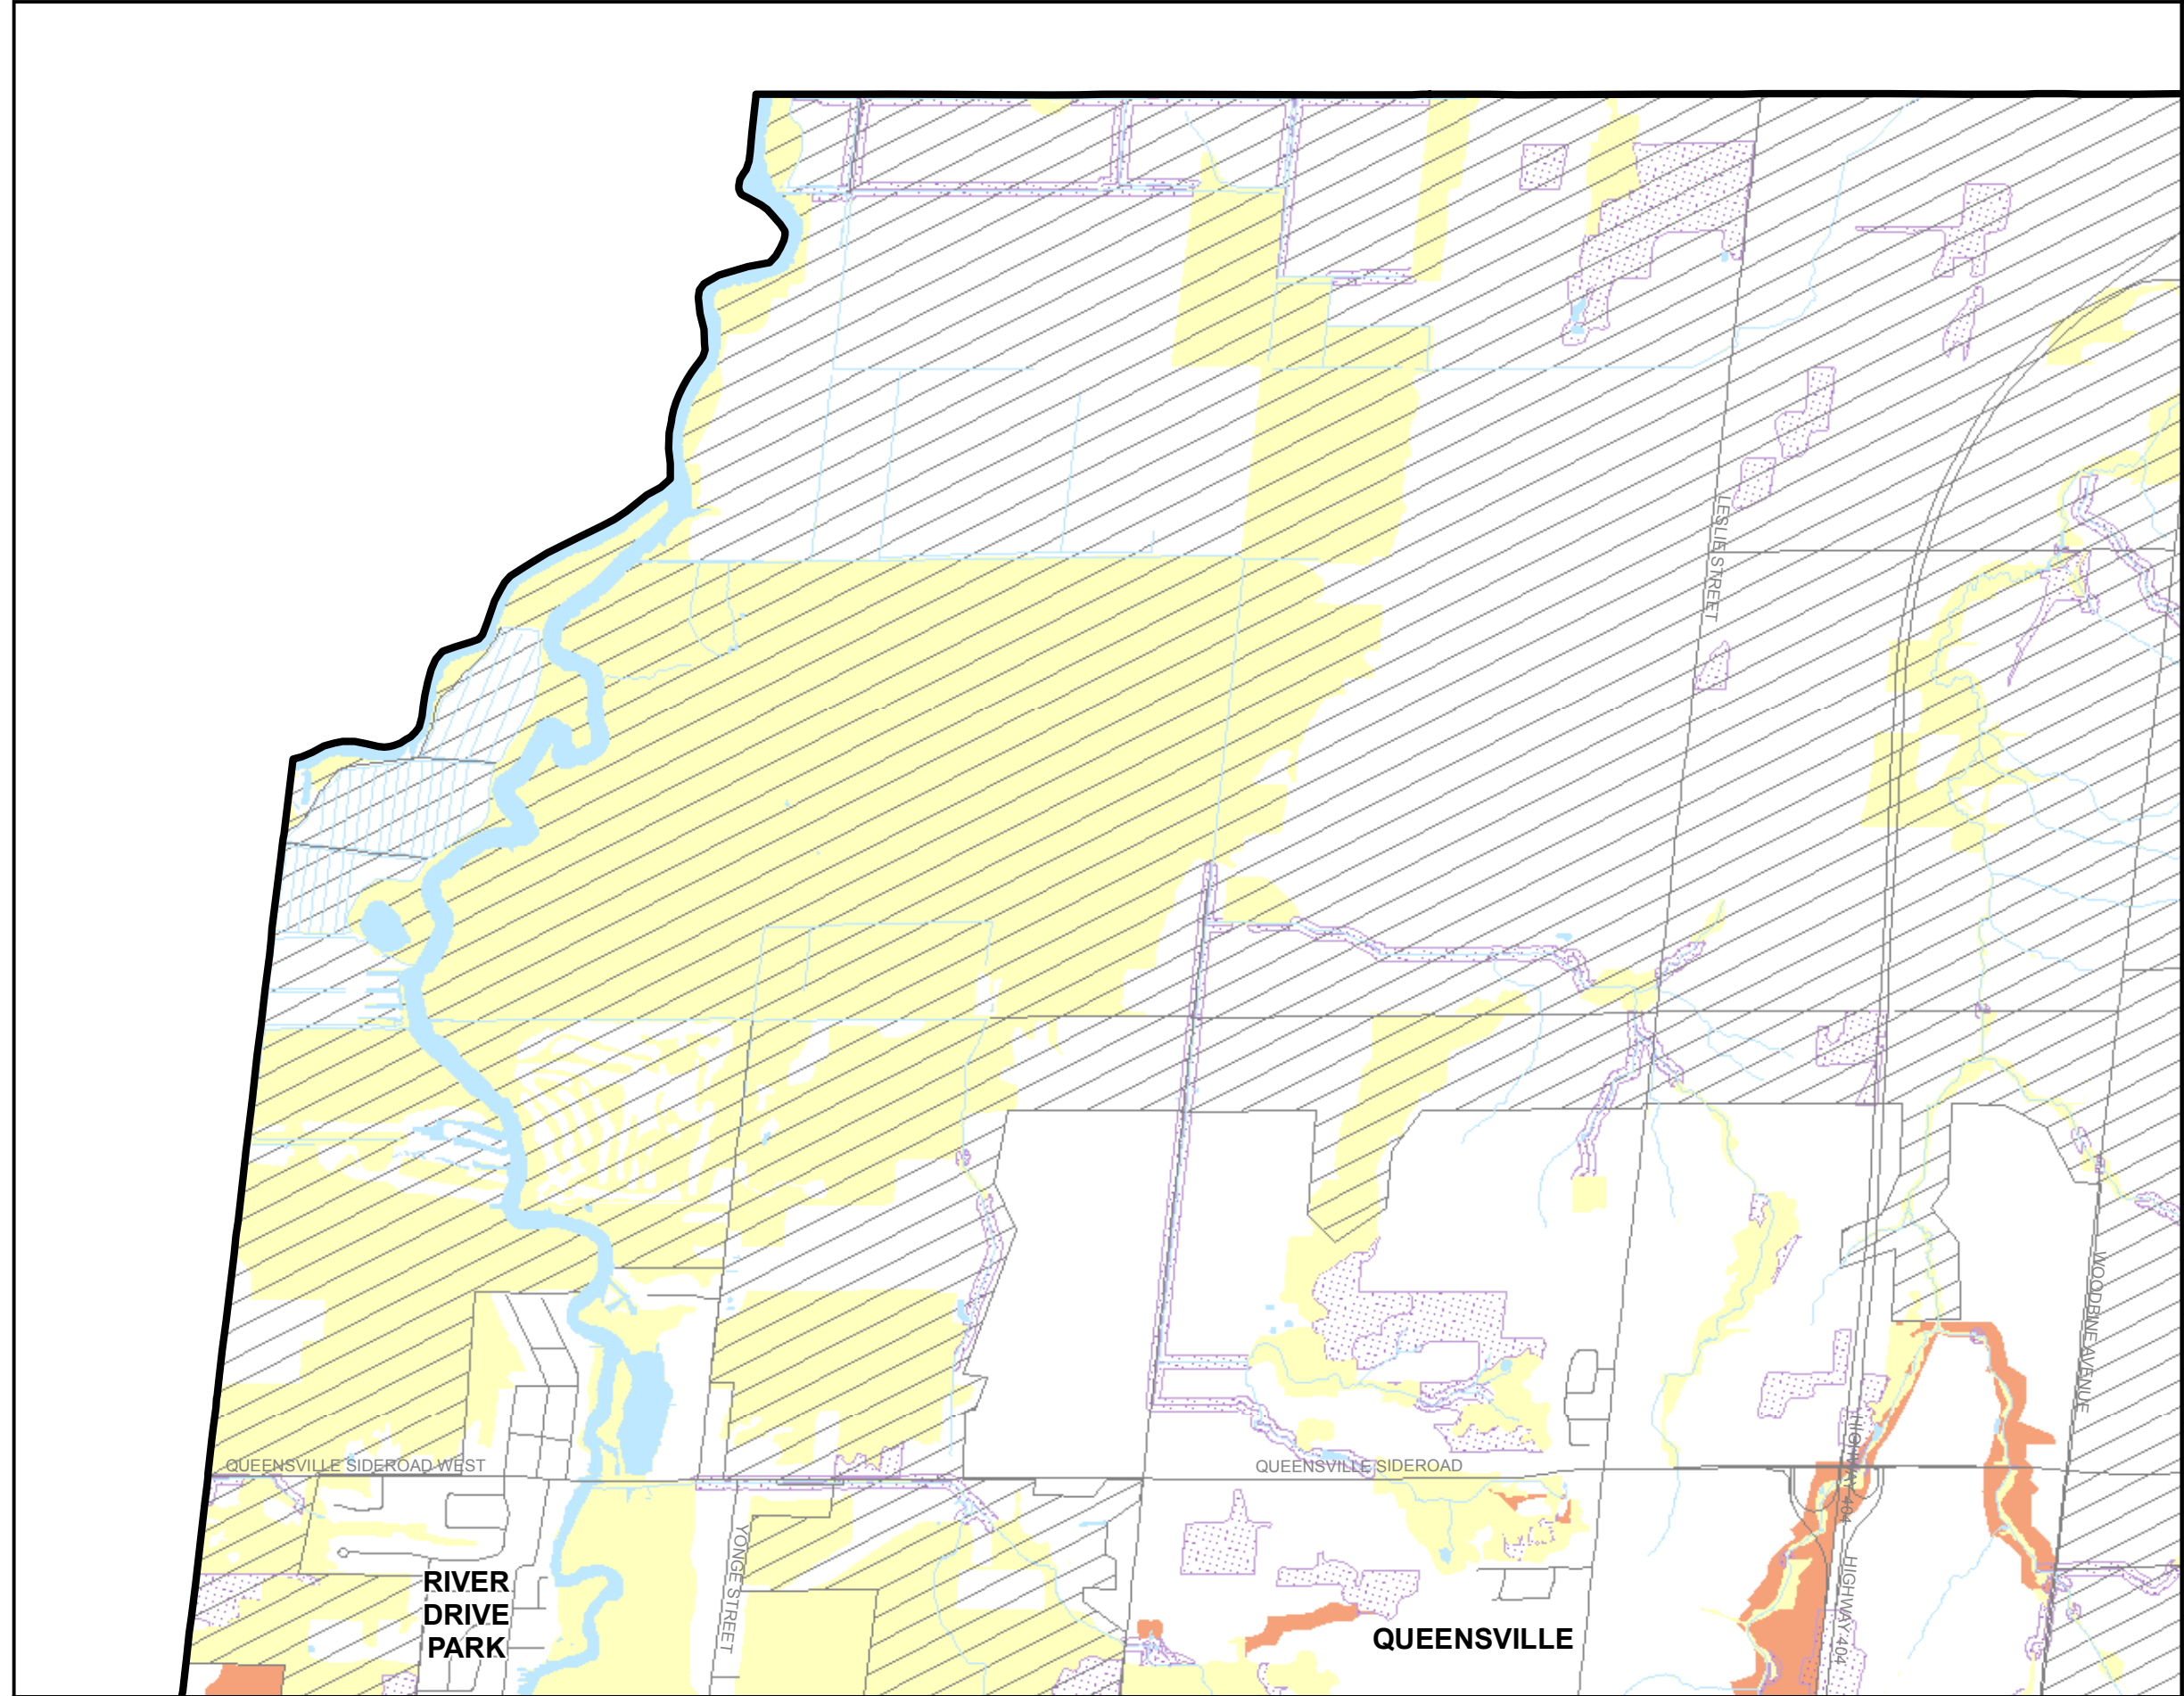 LESLIE STREET
WOODBINE AVENUE
QUEENSVILLE SIDEROAD WEST
QUEENSVILLE SIDEROAD
HIGHWAY 404
YONGE STREET
HIGHWAY 404
RIVER
DRIVE
PARK
QUEENSVILLE